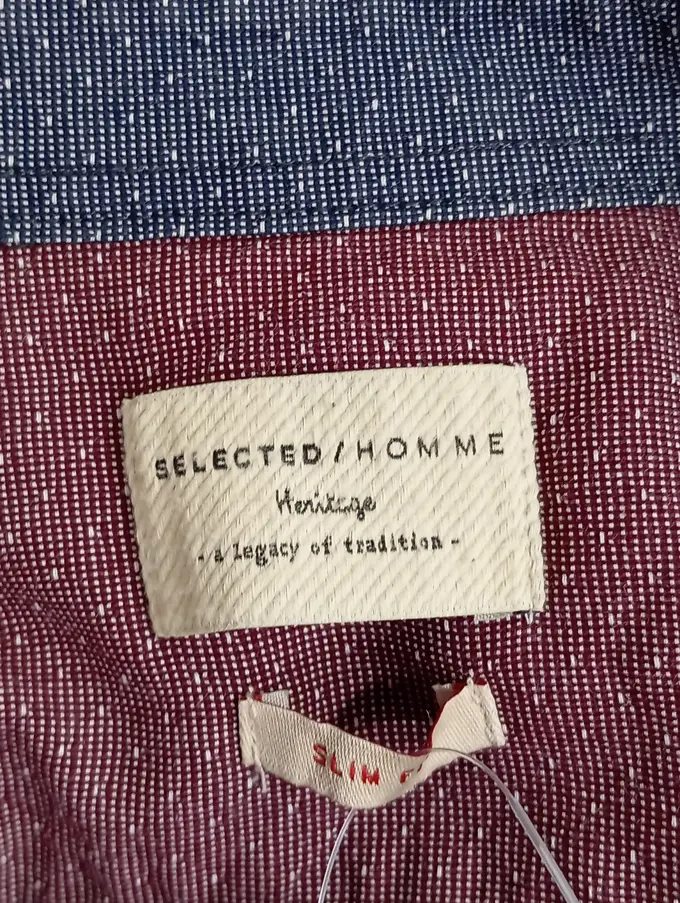 SELECTED / HOMME
Heritage
- a legacy of tradition -
SLIM